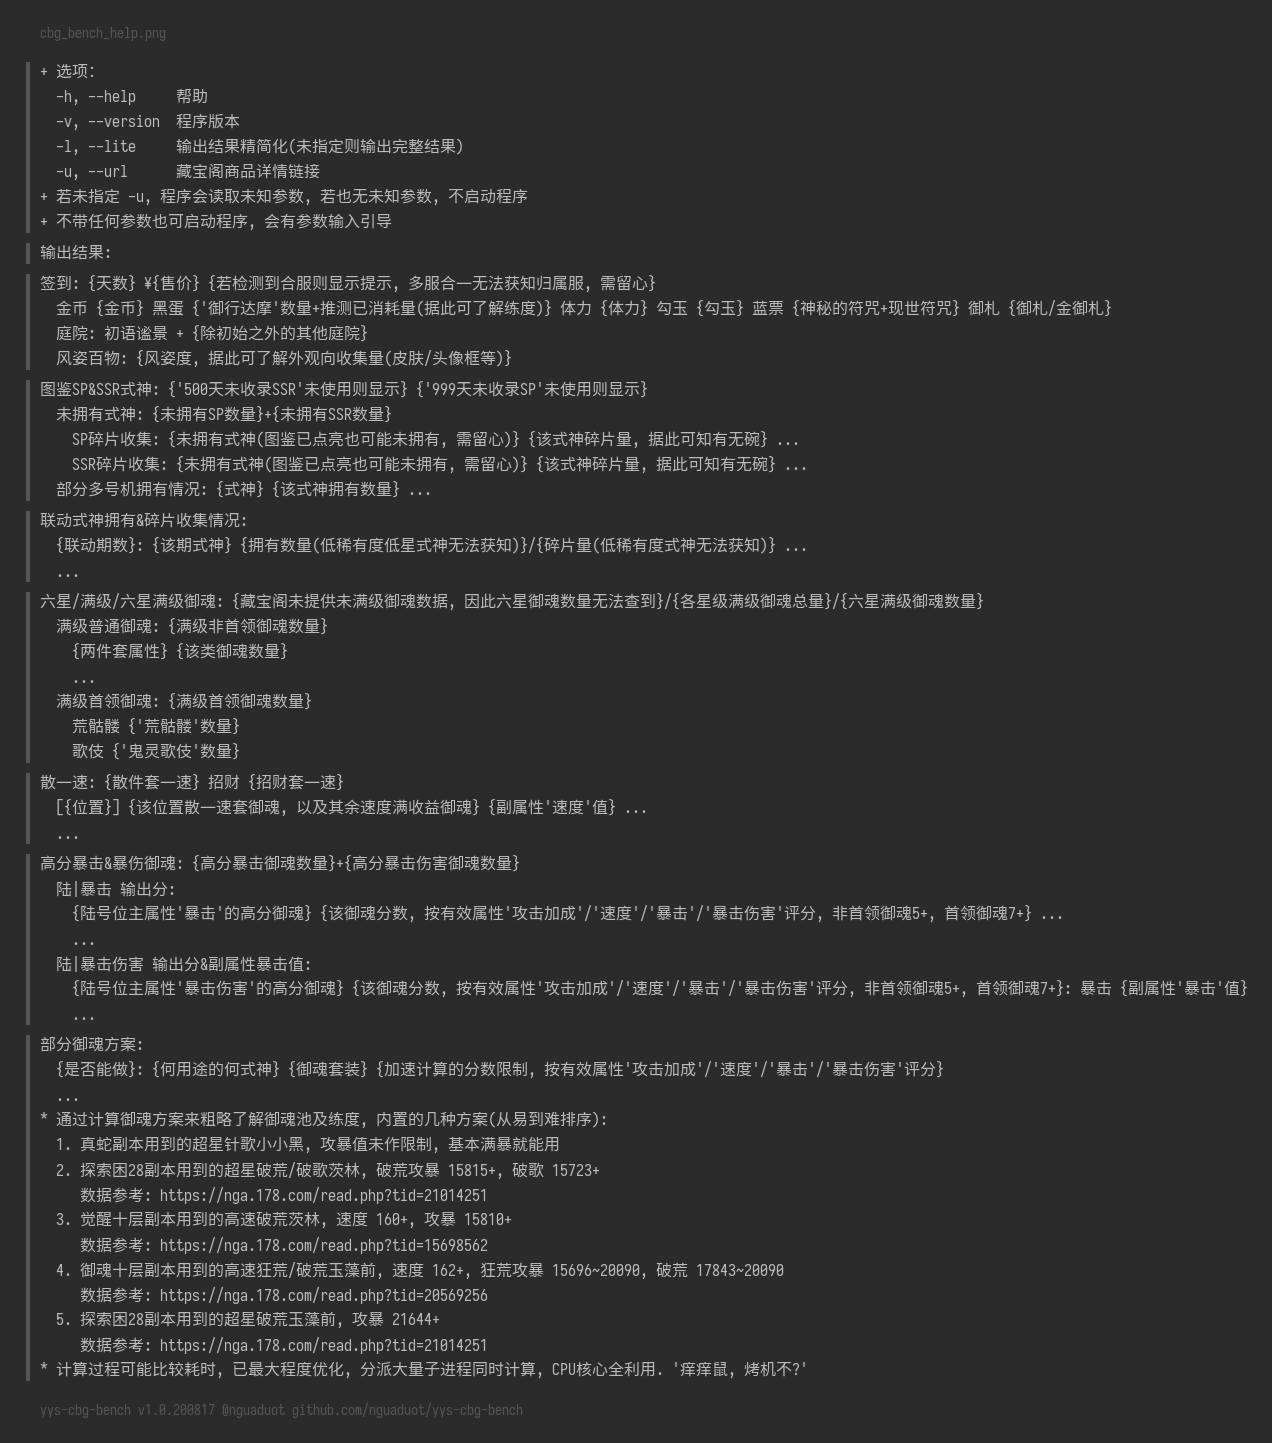 cbg_bench_help.png
+ 选项:
-h, --help 帮助
-v, --version 程序版本
-l, --lite 输出结果精简化(未指定则输出完整结果)
-u, --url 藏宝阁商品详情链接
+ 若未指定 -u, 程序会读取未知参数, 若也无未知参数, 不启动程序
+ 不带任何参数也可启动程序, 会有参数输入引导
输出结果:
签到: {天数} ¥{售价} {若检测到合服则显示提示, 多服合一无法获知归属服, 需留心}
金币 {金币} 黑蛋 {'御行达摩'数量+推测已消耗量(据此可了解练度)} 体力 {体力} 勾玉 {勾玉} 蓝票 {神秘的符咒+现世符咒} 御札 {御札/金御札}
庭院: 初语谧景 + {除初始之外的其他庭院}
风姿百物: {风姿度, 据此可了解外观向收集量(皮肤/头像框等)}
图鉴SP&SSR式神: {'500天未收录SSR'未使用则显示} {'999天未收录SP'未使用则显示}
未拥有式神: {未拥有SP数量}+{未拥有SSR数量}
SP碎片收集: {未拥有式神(图鉴已点亮也可能未拥有, 需留心)} {该式神碎片量, 据此可知有无碗} ...
SSR碎片收集: {未拥有式神(图鉴已点亮也可能未拥有, 需留心)} {该式神碎片量, 据此可知有无碗} ...
部分多号机拥有情况: {式神} {该式神拥有数量} ...
联动式神拥有&碎片收集情况:
{联动期数}: {该期式神} {拥有数量(低稀有度低星式神无法获知)}/{碎片量(低稀有度式神无法获知)} ...
...
六星/满级/六星满级御魂: {藏宝阁未提供未满级御魂数据, 因此六星御魂数量无法查到}/{各星级满级御魂总量}/{六星满级御魂数量}
满级普通御魂: {满级非首领御魂数量}
{两件套属性} {该类御魂数量}
...
满级首领御魂: {满级首领御魂数量}
荒骷髅 {'荒骷髅'数量}
歌伎 {'鬼灵歌伎'数量}
散一速: {散件套一速} 招财 {招财套一速}
[{位置}] {该位置散一速套御魂, 以及其余速度满收益御魂} {副属性'速度'值} ...
...
高分暴击&暴伤御魂: {高分暴击御魂数量}+{高分暴击伤害御魂数量}
陆|暴击 输出分:
{陆号位主属性'暴击'的高分御魂} {该御魂分数, 按有效属性'攻击加成'/'速度'/'暴击'/'暴击伤害'评分, 非首领御魂5+, 首领御魂7+} ...
...
陆|暴击伤害 输出分&副属性暴击值:
{陆号位主属性'暴击伤害'的高分御魂} {该御魂分数, 按有效属性'攻击加成'/'速度'/'暴击'/'暴击伤害'评分, 非首领御魂5+, 首领御魂7+}: 暴击 {副属性'暴击'值}
...
部分御魂方案:
{是否能做}: {何用途的何式神} {御魂套装} {加速计算的分数限制, 按有效属性'攻击加成'/'速度'/'暴击'/'暴击伤害'评分}
...
* 通过计算御魂方案来粗略了解御魂池及练度, 内置的几种方案(从易到难排序):
1. 真蛇副本用到的超星针歌小小黑, 攻暴值未作限制, 基本满暴就能用
2. 探索困28副本用到的超星破荒/破歌茨林, 破荒攻暴 15815+, 破歌 15723+
数据参考: https://nga.178.com/read.php?tid=21014251
3. 觉醒十层副本用到的高速破荒茨林, 速度 160+, 攻暴 15810+
数据参考: https://nga.178.com/read.php?tid=15698562
4. 御魂十层副本用到的高速狂荒/破荒玉藻前, 速度 162+, 狂荒攻暴 15696~20090, 破荒 17843~20090
数据参考: https://nga.178.com/read.php?tid=20569256
5. 探索困28副本用到的超星破荒玉藻前, 攻暴 21644+
数据参考: https://nga.178.com/read.php?tid=21014251
* 计算过程可能比较耗时, 已最大程度优化, 分派大量子进程同时计算, CPU核心全利用. '痒痒鼠, 烤机不?'
yys-cbg-bench v1.0.200817 @nguaduot github.com/nguaduot/yys-cbg-bench